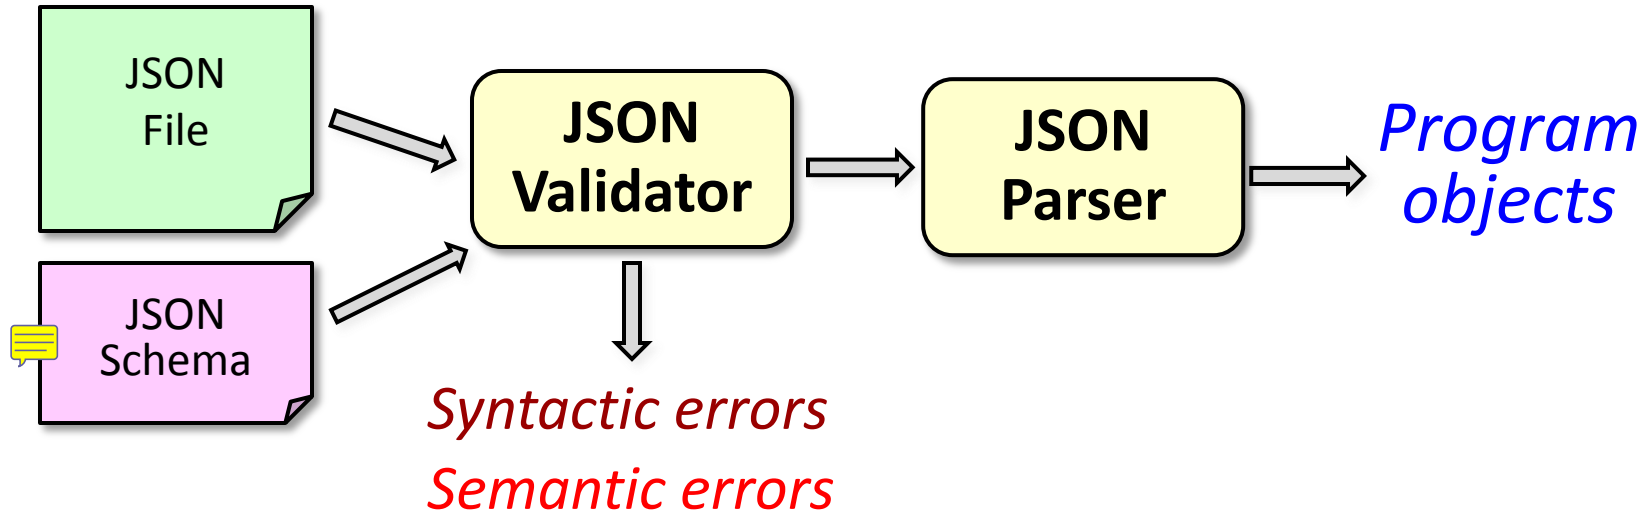 JSON
File
JSON
Schema
JSON
Validator
Syntactic errors
Semantic errors
JSON
Parser
Program
objects